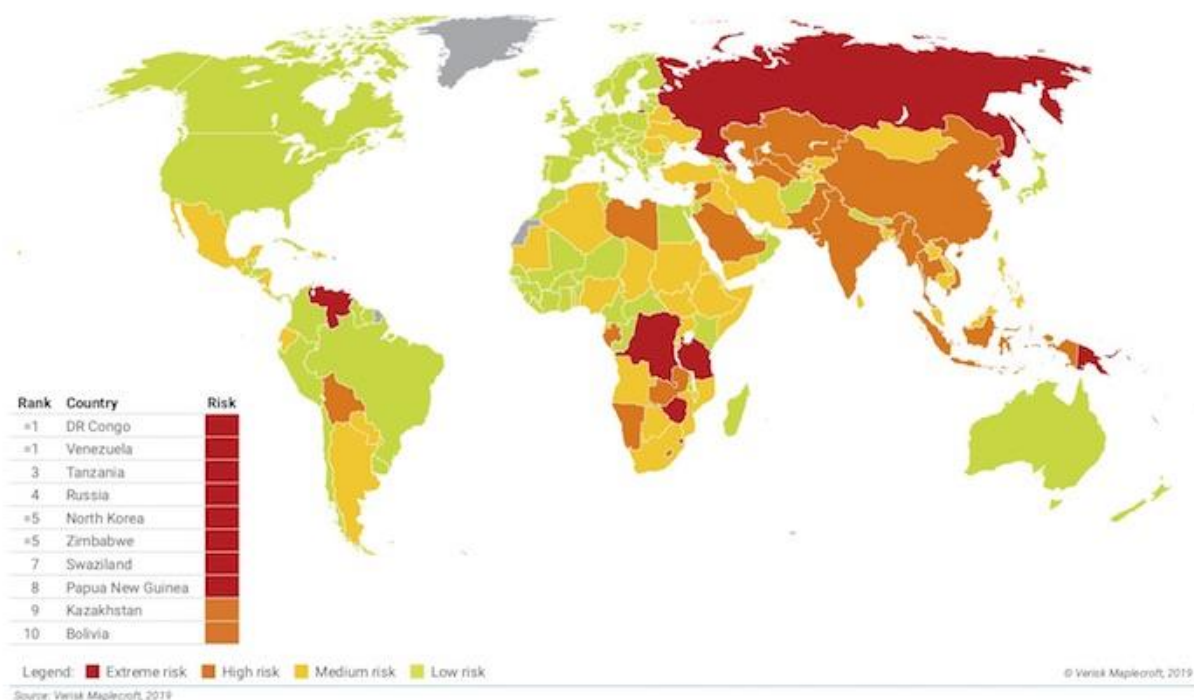 Rank Country Risk
=1 DR Congo
=1 Venezuela
3 Tanzania
4 Russia
=5 North Korea
=5 Zimbabwe
7 Swaziland
8 Papua New Guinea
9 Kazakhstan
10 Bolivia
Legend: Extreme risk High risk Medium risk Low risk
© Verisk Maplecroft, 2019
Source: Verisk Maplecroft, 2019